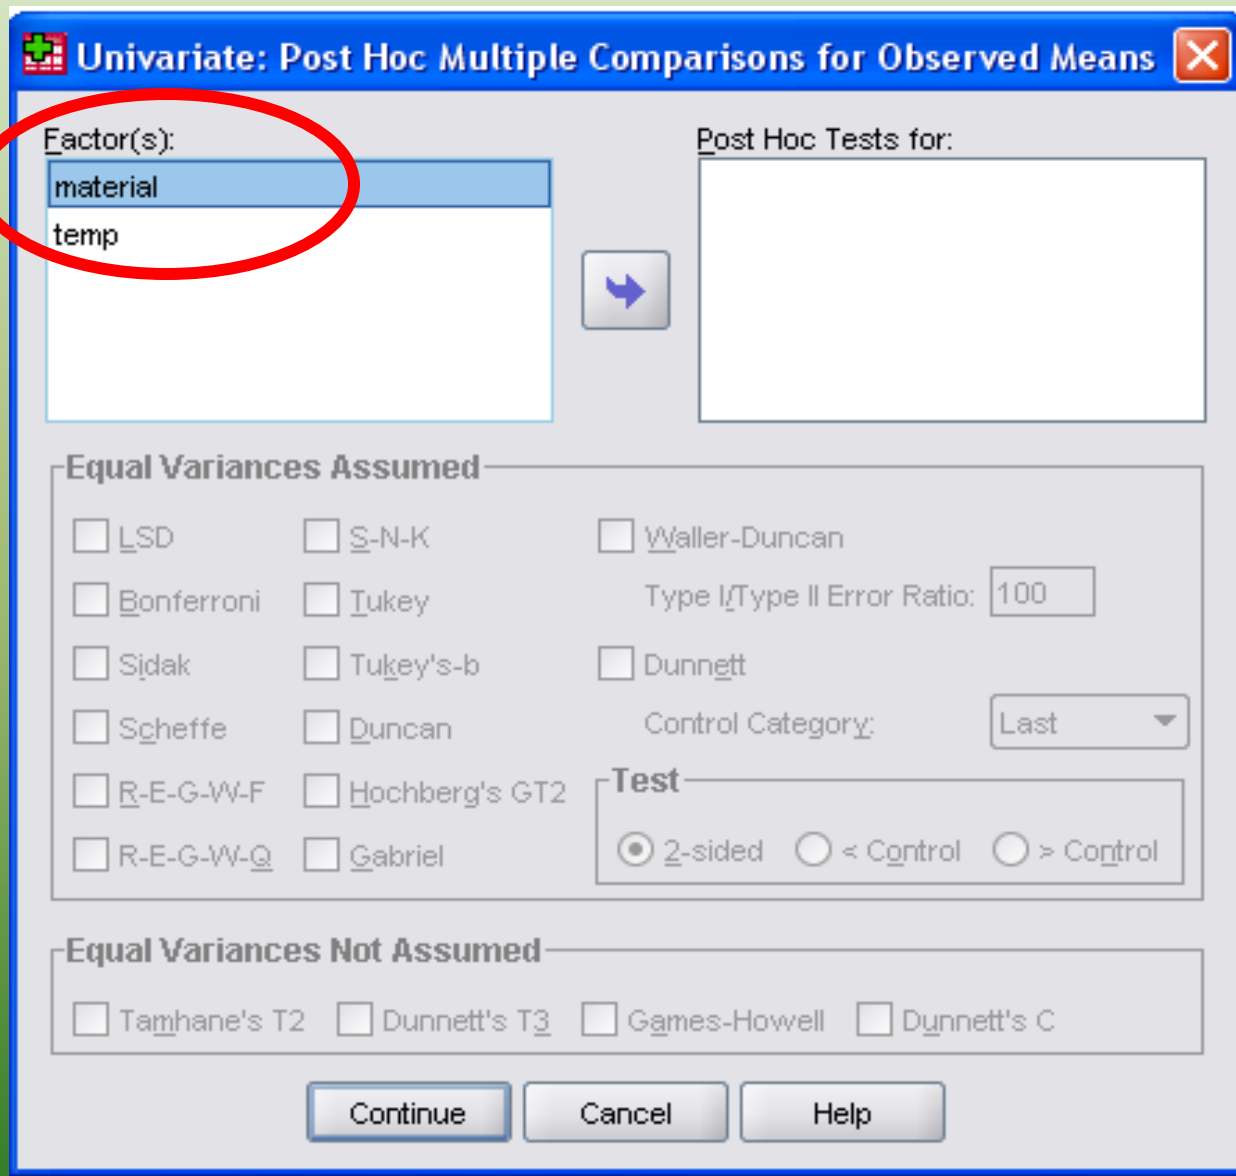 Univariate: Post Hoc Multiple Comparisons for Observed Means
Factor(s):
material
temp
Post Hoc Tests for:
Equal Variances Assumed
LSD S-N-K Waller-Duncan
Bonferroni Tukey Type I/Type II Error Ratio: 100
Sidak Tukey's-b Dunnett
Scheffe Duncan Control Category: Last
R-E-G-W-F Hochberg's GT2 Test
R-E-G-W-Q Gabriel 2-sided < Control > Control
Equal Variances Not Assumed
Tamhane's T2 Dunnett's T3 Games-Howell Dunnett's C
Continue Cancel Help